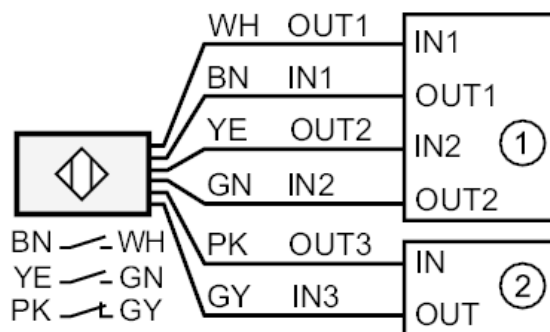 WH OUT1 IN1
BN IN1 OUT1
YE OUT2 IN2
GN IN2 OUT2
1
PK OUT3 IN
GY IN3 OUT
2
BN WH
YE GN
PK GY